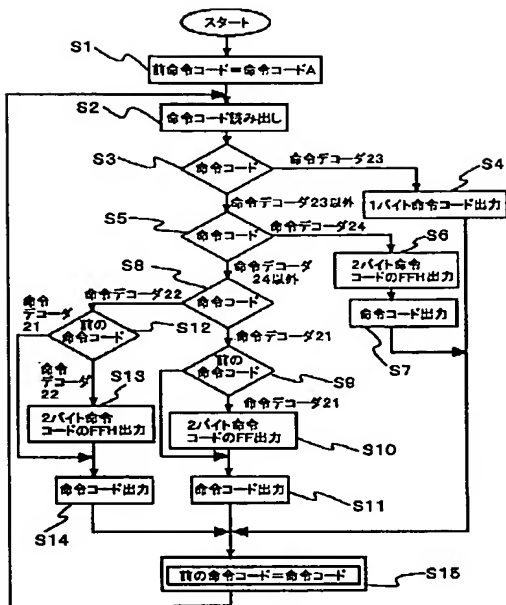 スタート
S1
前命令コード=命令コードA
S2
命令コード読み出し
S3
命令コード
命令デコーダ23
S4
1バイト命令コード出力
命令デコーダ23以外
S5
命令コード
命令デコーダ24
S6
2バイト命令
コードのFFH出力
命令コード出力
S7
命令デコーダ
24以外
S8
命令コード
命令デコーダ22
命令
デコーダ
21
前の
命令コード
S12
命令デコーダ21
前の
命令コード
S9
命令
デコーダ
22
S13
2バイト命令
コードのFFH出力
命令デコーダ21
2バイト命令
コードのFF出力
S10
命令コード出力
S14
命令コード出力
S11
前の命令コード=命令コード
S15